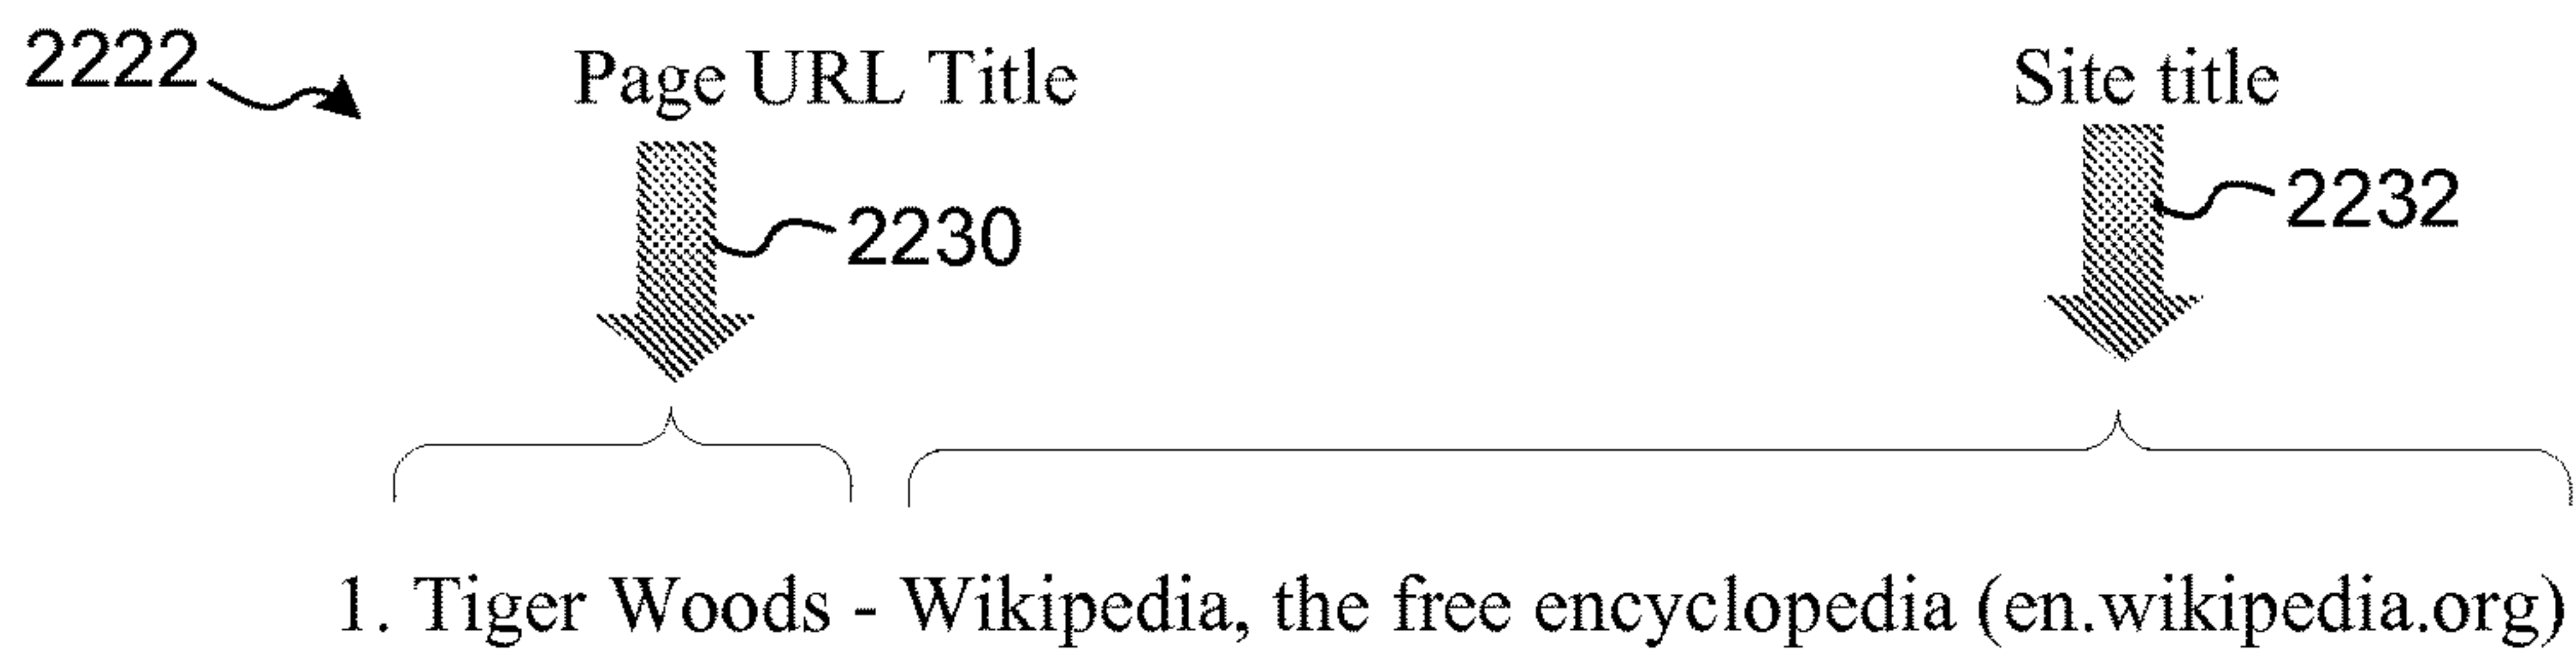 2222
Page URL Title
Site title
2230
2232
1. Tiger Woods - Wikipedia, the free encyclopedia (en.wikipedia.org)